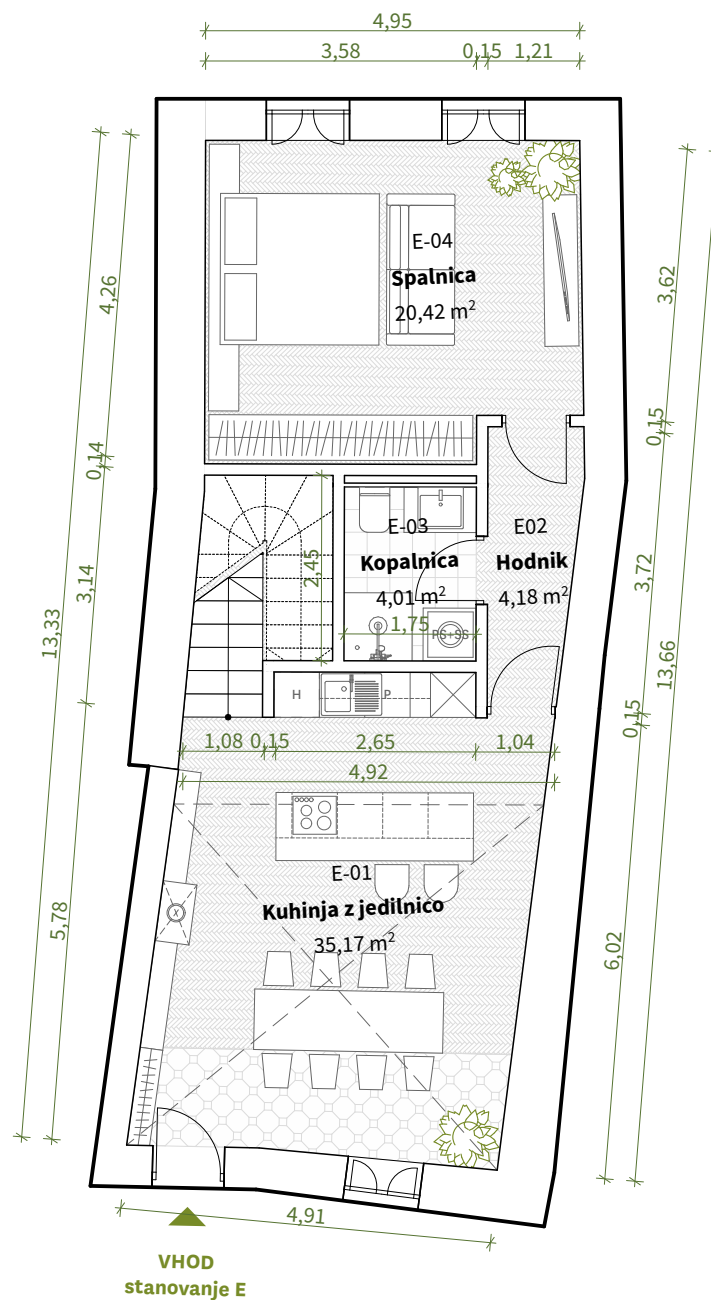 4,95
3,58 0,15 1,21
4,26
3,62
E-04
Spalnica
20,42 m²
0,14
0,15
E-03
Kopalnica
4,01 m²
E02
Hodnik
4,18 m²
2,45
1,75
PS+SS
3,14
3,72
13,33
13,66
H
P
0,15
1,08 0,15 2,65 1,04
4,92
E-01
Kuhinja z jedilnico
35,17 m²
5,78
6,02
4,91
VHOD
stanovanje E